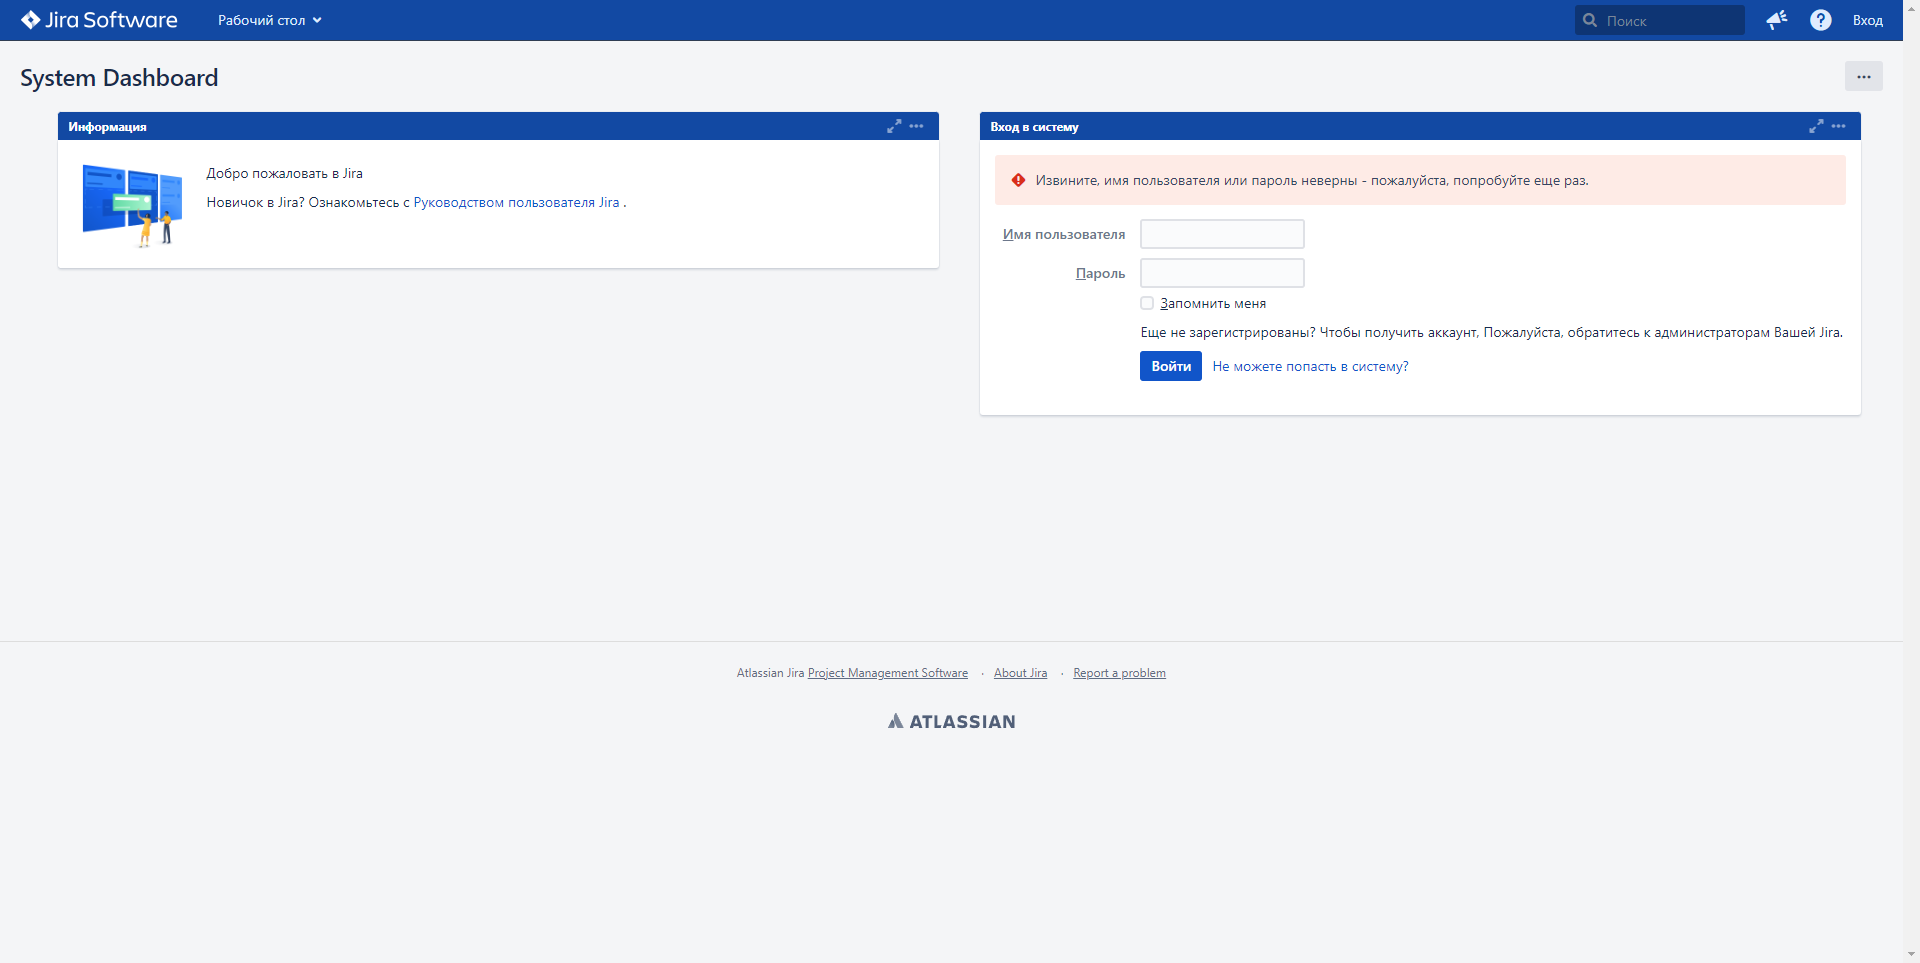 Jira Software
Рабочий стол
Поиск
Вход
System Dashboard
Информация
Добро пожаловать в Jira
Новичок в Jira? Ознакомьтесь с Руководством пользователя Jira .
Вход в систему
Извините, имя пользователя или пароль неверны - пожалуйста, попробуйте еще раз.
Имя пользователя
Пароль
Запомнить меня
Еще не зарегистрированы? Чтобы получить аккаунт, Пожалуйста, обратитесь к администраторам Вашей Jira.
Войти Не можете попасть в систему?
Atlassian Jira Project Management Software · About Jira · Report a problem
ATLASSIAN